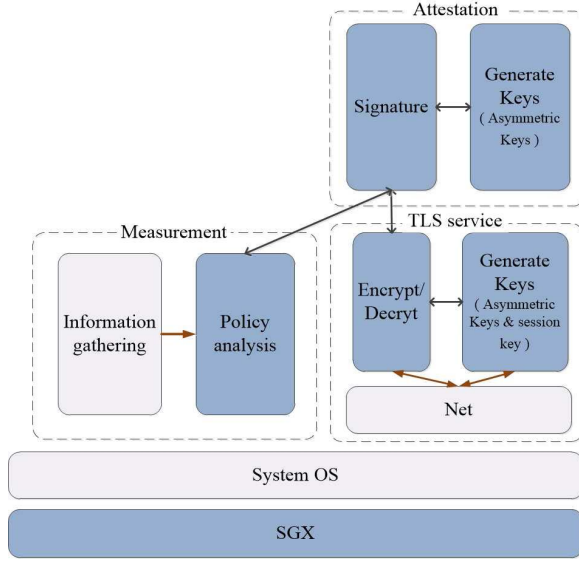 Attestation
Signature
Generate
Keys
( Asymmetric
Keys )
Measurement
Information
gathering
Policy
analysis
TLS service
Encrypt/
Decryt
Generate
Keys
( Asymmetric
Keys & session
key )
Net
System OS
SGX